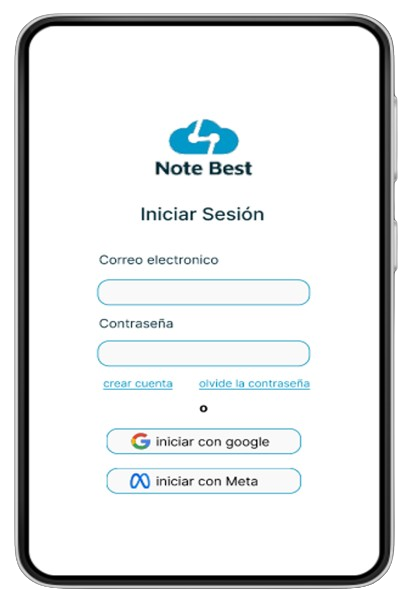 Note Best
Iniciar Sesión
Correo electronico
Contraseña
crear cuenta olvide la contraseña
o
iniciar con google
iniciar con Meta